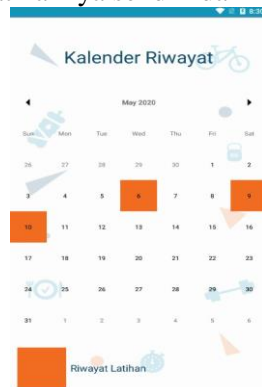 8:30
Kalender Riwayat
May 2020
Sun Mon Tue Wed Thu Fri Sat
26 27 28 29 30 1 2
3 4 5 6 7 8 9
10 11 12 13 14 15 16
17 18 19 20 21 22 23
24 25 26 27 28 29 30
31 1 2 3 4 5 6
Riwayat Latihan